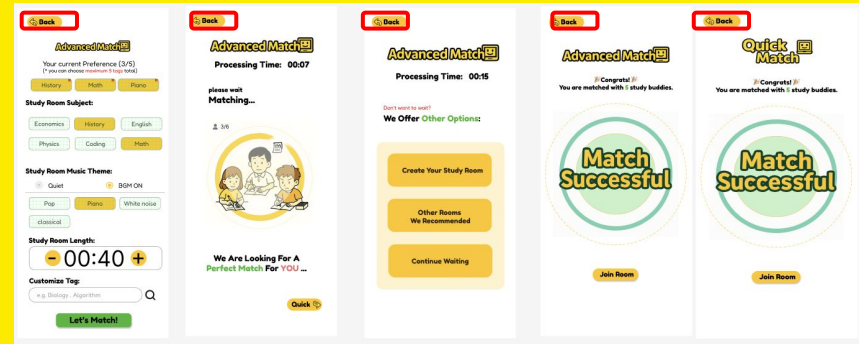 Back
Advanced Match
Your current Preference (3/5)
(* you can choose maximum 5 tags total)
History Math Piano
Study Room Subject:
Economics History English
Physics Coding Math
Study Room Music Theme:
Quiet BGM ON
Pop Piano White noise
classical
Study Room Length:
00:40
Customize Tag:
e.g. Biology , Algorithm
Let's Match!
Back
Advanced Match
Processing Time: 00:07
please wait
Matching...
3/6
We Are Looking For A
Perfect Match For YOU ...
Quick
Back
Advanced Match
Processing Time: 00:15
Don't want to wait?
We Offer Other Options:
Create Your Study Room
Other Rooms
We Recommended
Continue Waiting
Back
Advanced Match
Congrats!
You are matched with 5 study buddies.
Match
Successful
Join Room
Back
Quick
Match
Congrats!
You are matched with 5 study buddies.
Match
Successful
Join Room